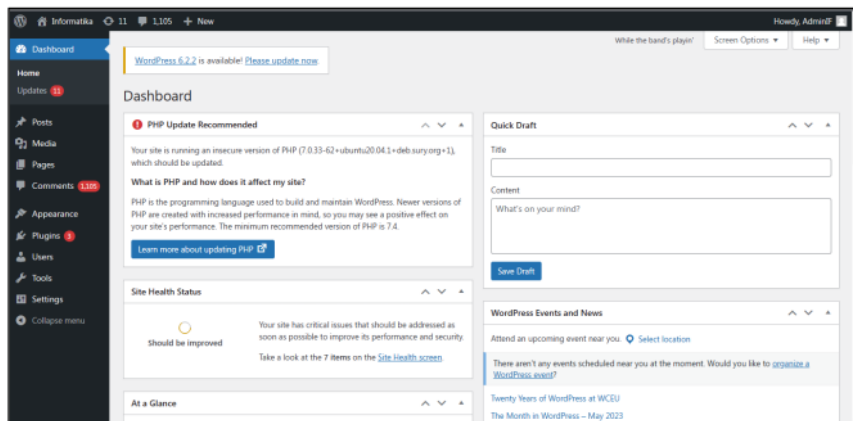 Informatika 11 1,105 + New Howdy, AdminIF
Dashboard
Home
Updates 11
Posts
Media
Pages
Comments 1,105
Appearance
Plugins 3
Users
Tools
Settings
Collapse menu
While the band's playin'
Screen Options ▼
Help ▼
WordPress 6.2.2 is available! Please update now.
Dashboard
PHP Update Recommended
Your site is running an insecure version of PHP (7.0.33-62+ubuntu20.04.1+deb.sury.org+1),
which should be updated.
What is PHP and how does it affect my site?
PHP is the programming language used to build and maintain WordPress. Newer versions of
PHP are created with increased performance in mind, so you may see a positive effect on
your site's performance. The minimum recommended version of PHP is 7.4.
Learn more about updating PHP
Site Health Status
Should be improved
Your site has critical issues that should be addressed as
soon as possible to improve its performance and security.
Take a look at the 7 items on the Site Health screen.
At a Glance
Quick Draft
Title
Content
What's on your mind?
Save Draft
WordPress Events and News
Attend an upcoming event near you. Select location
There aren't any events scheduled near you at the moment. Would you like to organize a
WordPress event?
Twenty Years of WordPress at WCEU
The Month in WordPress – May 2023